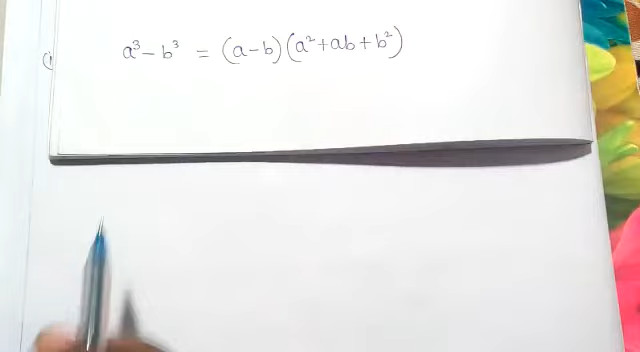 a³ - b³ = (a-b)(a²+ab+b²)